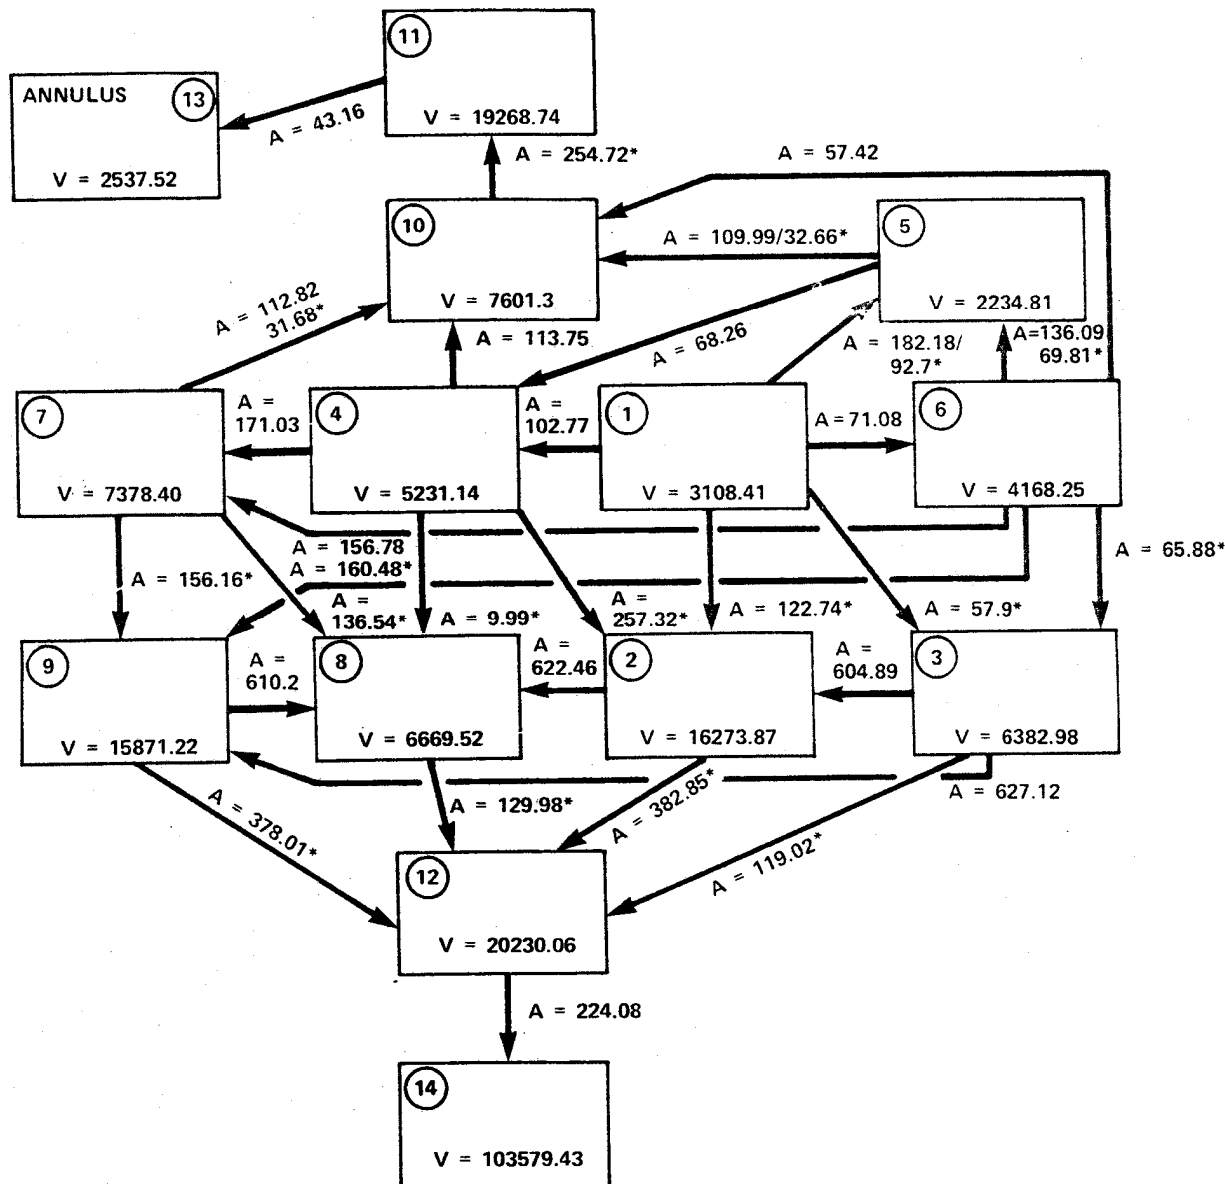 11
V = 19268.74
ANNULUS 13
V = 2537.52
A = 43.16
A = 254.72*
A = 57.42
10
V = 7601.3
A = 109.99/32.66*
5
V = 2234.81
A = 112.82
31.68*
A = 113.75
A = 68.26
A = 182.18/
92.7*
A=136.09
69.81*
7
V = 7378.40
A =
171.03
4
V = 5231.14
A =
102.77
1
V = 3108.41
A=71.08
6
V = 4168.25
A = 156.78
A = 160.48*
A = 65.88*
A = 156.16*
A =
136.54*
A = 9.99*
A =
257.32*
A = 122.74*
A = 57.9*
9
V = 15871.22
A =
610.2
8
V = 6669.52
A =
622.46
2
V = 16273.87
A =
604.89
3
V = 6382.98
A = 378.01*
A = 129.98*
A = 382.85*
A = 119.02*
A = 627.12
12
V = 20230.06
A = 224.08
14
V = 103579.43